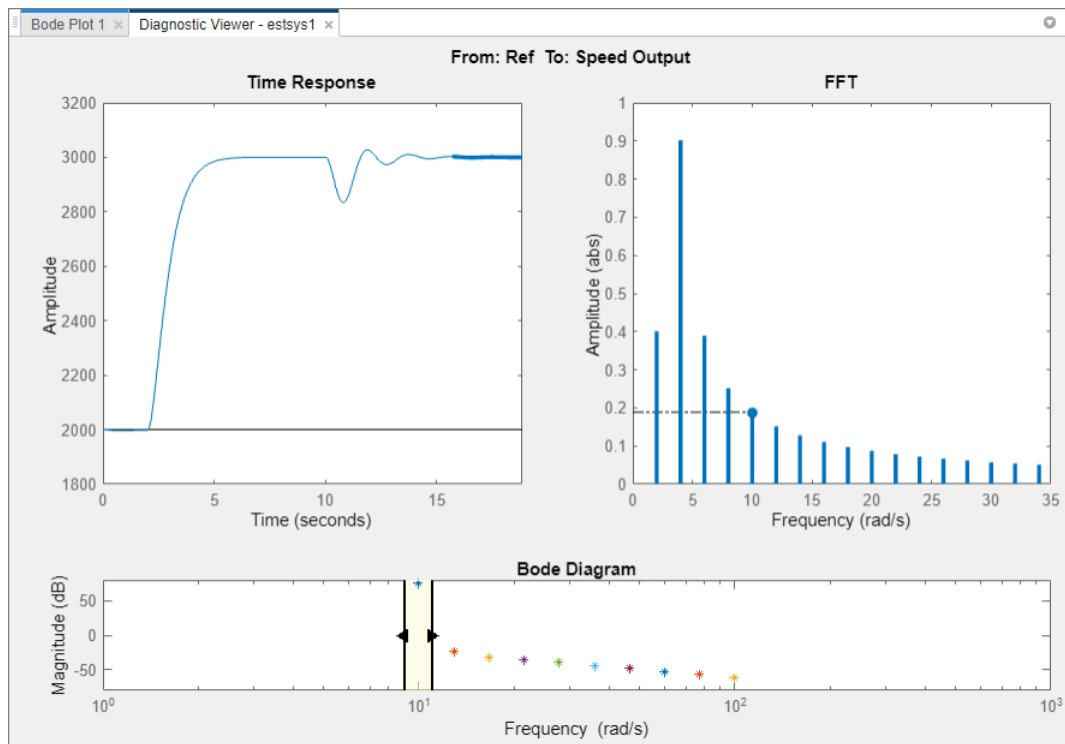 Bode Plot 1 ×
Diagnostic Viewer - estsys1 ×
From: Ref To: Speed Output
Time Response
3200
3000
2800
2600
2400
2200
2000
1800
Amplitude
0 5 10 15
Time (seconds)
FFT
1
0.9
0.8
0.7
0.6
0.5
0.4
0.3
0.2
0.1
0
Amplitude (abs)
0 5 10 15 20 25 30 35
Frequency (rad/s)
Bode Diagram
50
0
-50
Magnitude (dB)
10⁰ 10¹ 10² 10³
Frequency (rad/s)